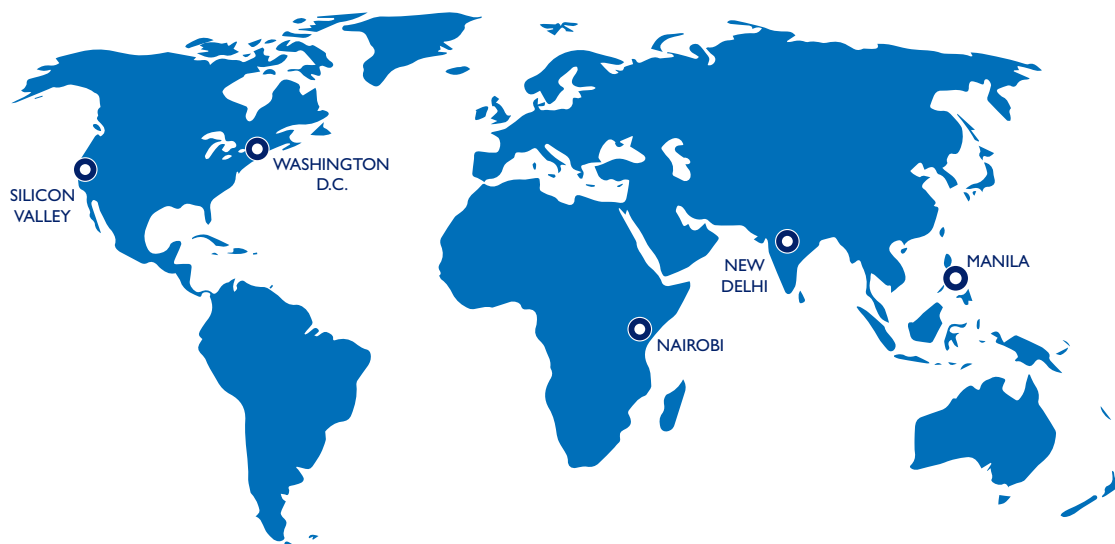 WASHINGTON
D.C.
SILICON
VALLEY
NEW
DELHI
MANILA
NAIROBI